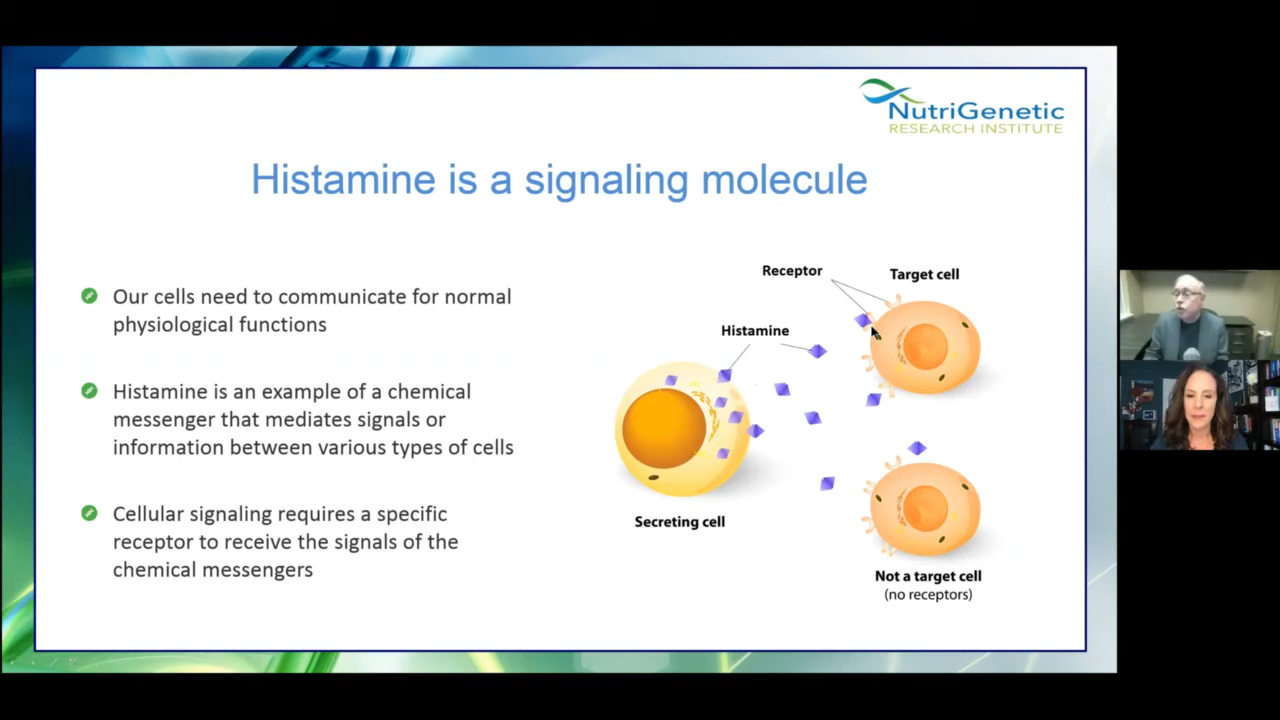 NutriGenetic
RESEARCH INSTITUTE
Histamine is a signaling molecule
Our cells need to communicate for normal
physiological functions
Histamine is an example of a chemical
messenger that mediates signals or
information between various types of cells
Cellular signaling requires a specific
receptor to receive the signals of the
chemical messengers
Receptor
Target cell
Histamine
Secreting cell
Not a target cell
(no receptors)